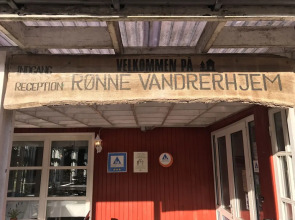 VELKOMMEN PÅ
INDGANG
RECEPTION
RØNNE VANDRERHJEM